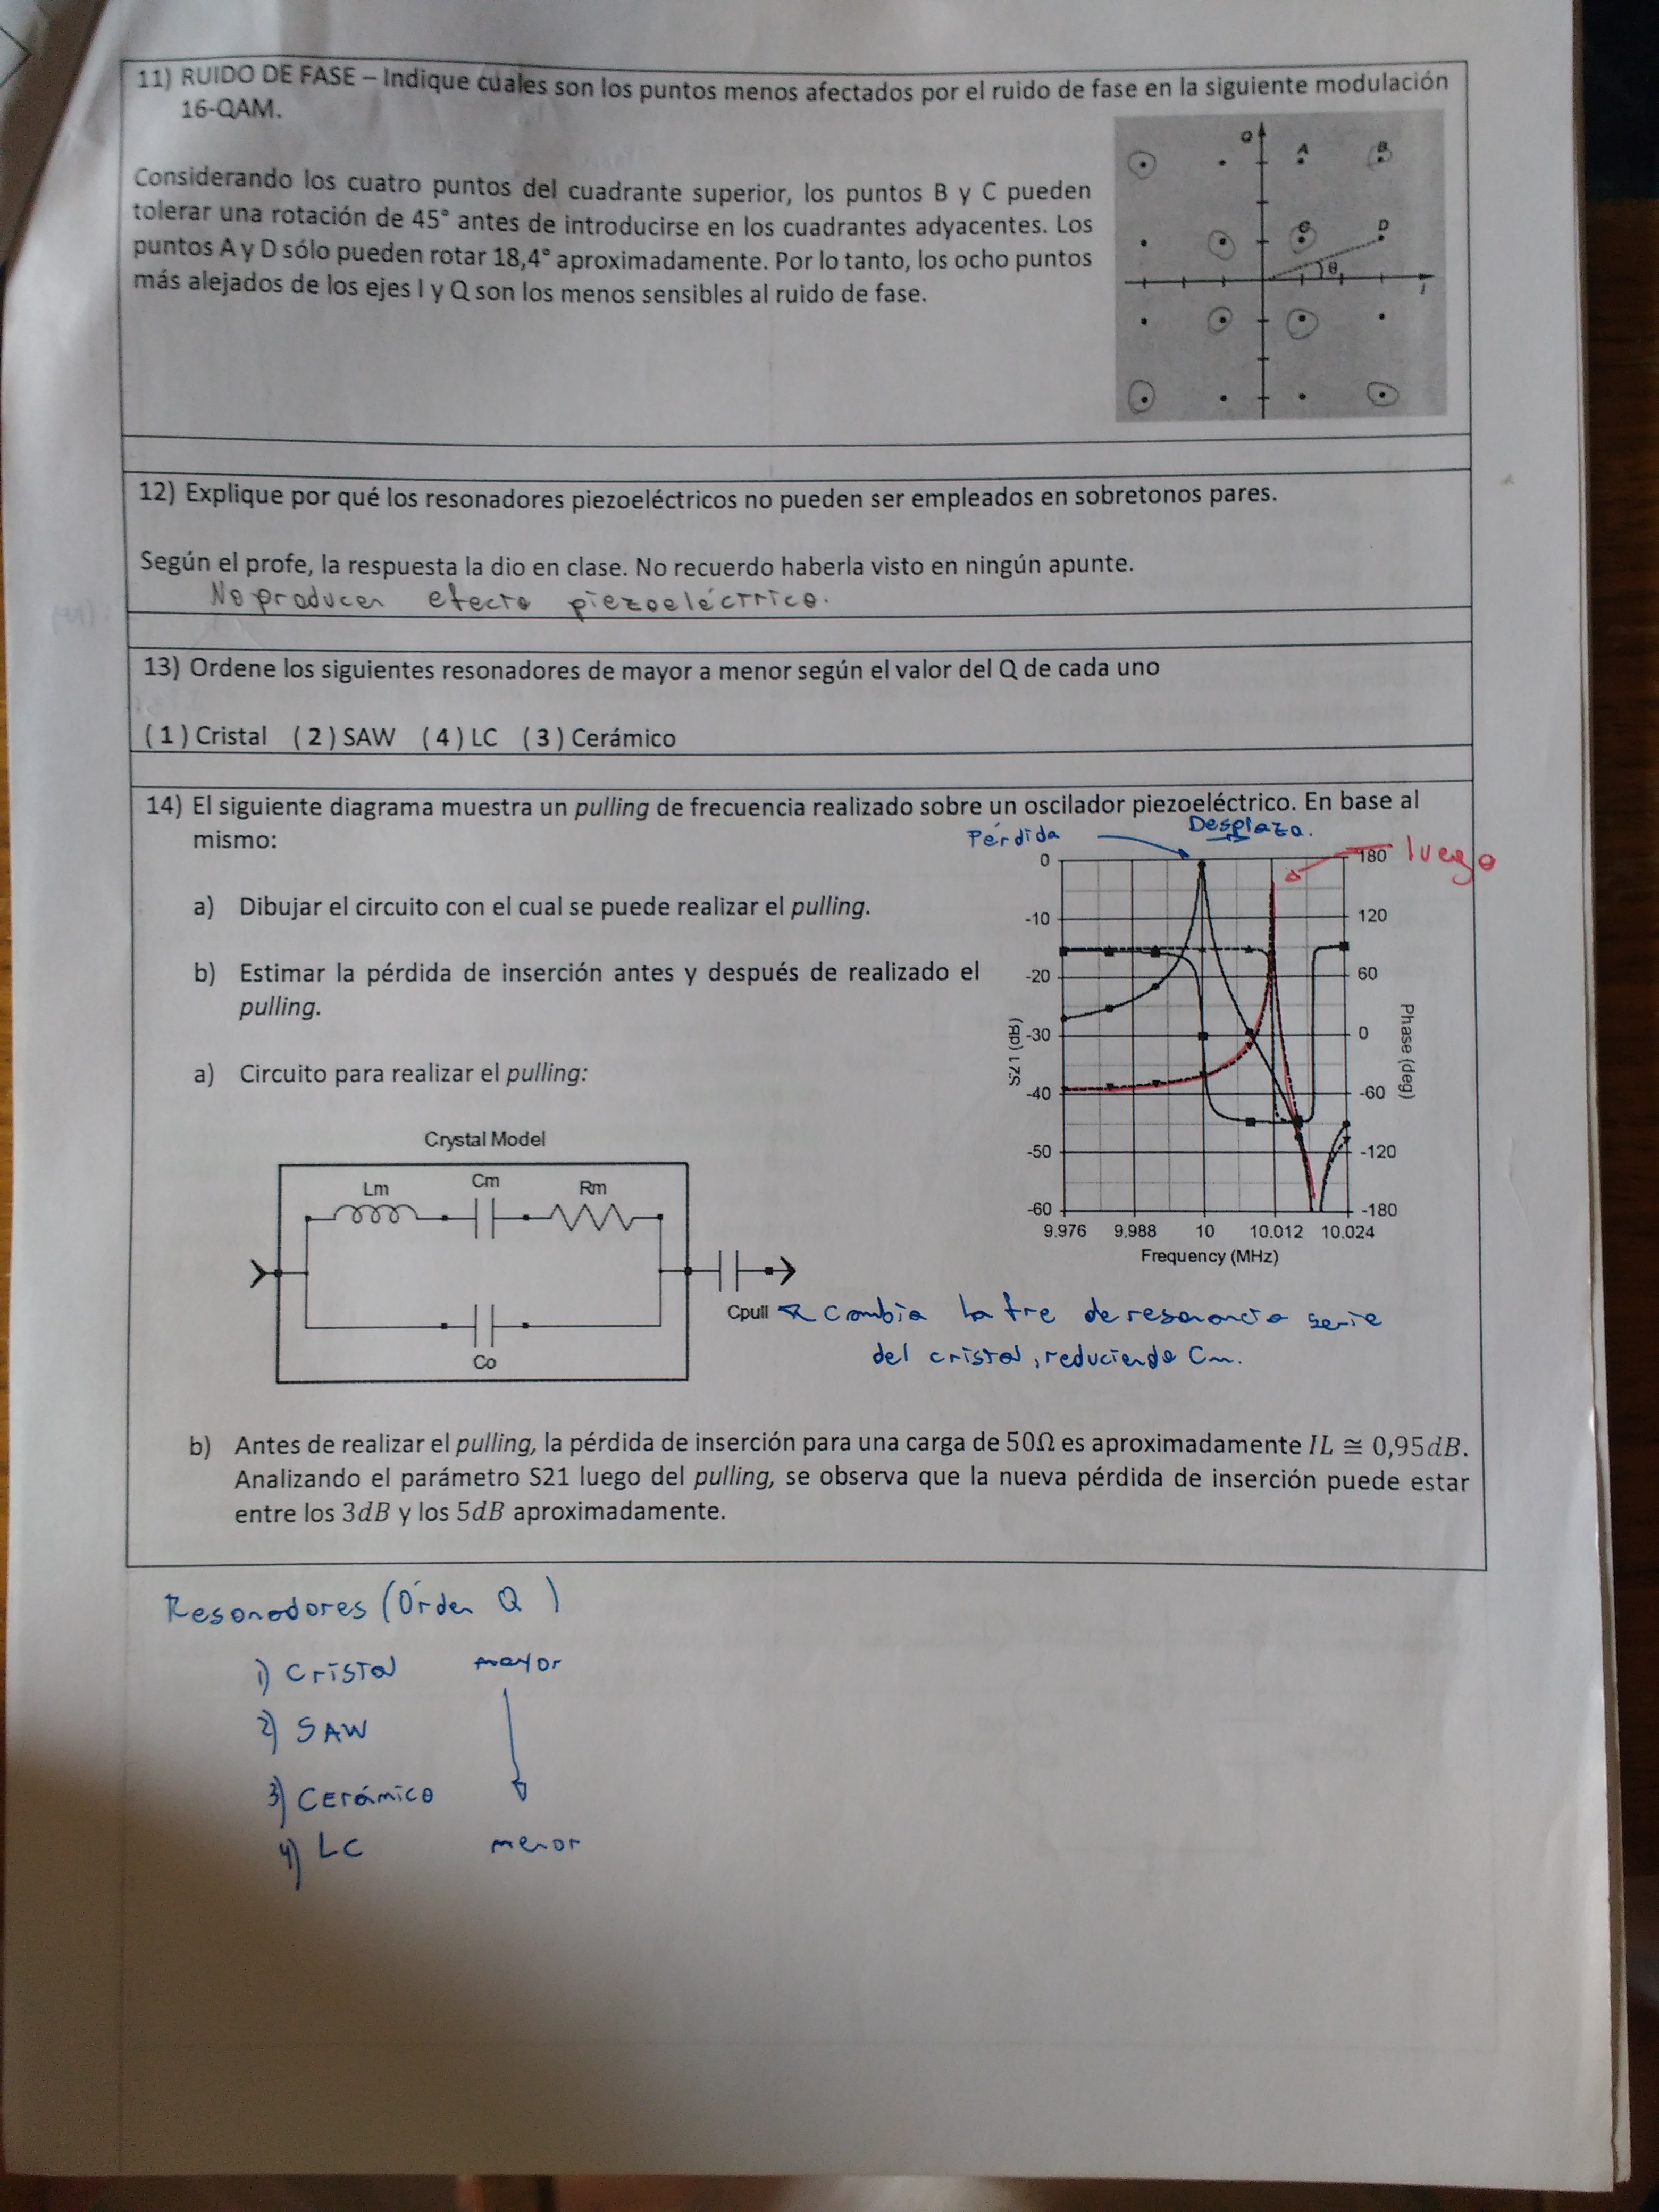 11) RUIDO DE FASE – Indique cuales son los puntos menos afectados por el ruido de fase en la siguiente modulación
16-QAM.
Considerando los cuatro puntos del cuadrante superior, los puntos B y C pueden
tolerar una rotación de 45° antes de introducirse en los cuadrantes adyacentes. Los
puntos A y D sólo pueden rotar 18,4° aproximadamente. Por lo tanto, los ocho puntos
más alejados de los ejes I y Q son los menos sensibles al ruido de fase.
Q
A
B
C
D
θ
I
12) Explique por qué los resonadores piezoeléctricos no pueden ser empleados en sobretonos pares.
Según el profe, la respuesta la dio en clase. No recuerdo haberla visto en ningún apunte.
No producen efecto piezoeléctrico.
13) Ordene los siguientes resonadores de mayor a menor según el valor del Q de cada uno
( 1 ) Cristal ( 2 ) SAW ( 4 ) LC ( 3 ) Cerámico
14) El siguiente diagrama muestra un pulling de frecuencia realizado sobre un oscilador piezoeléctrico. En base al
mismo:
Pérdida
Desplaza.
luego
a) Dibujar el circuito con el cual se puede realizar el pulling.
b) Estimar la pérdida de inserción antes y después de realizado el
pulling.
0
-10
-20
-30
-40
-50
-60
S21 (dB)
180
120
60
0
-60
-120
-180
Phase (deg)
9.976 9.988 10 10.012 10.024
Frequency (MHz)
a) Circuito para realizar el pulling:
Crystal Model
Lm
Cm
Rm
Co
Cpull
Cambia la fre de resonancia serie
del cristal, reduciendo Cm.
b) Antes de realizar el pulling, la pérdida de inserción para una carga de 50Ω es aproximadamente IL ≅ 0,95dB.
Analizando el parámetro S21 luego del pulling, se observa que la nueva pérdida de inserción puede estar
entre los 3dB y los 5dB aproximadamente.
Resonadores (Órden Q )
1) Cristal mayor
2) SAW
3) Cerámico
4) LC menor